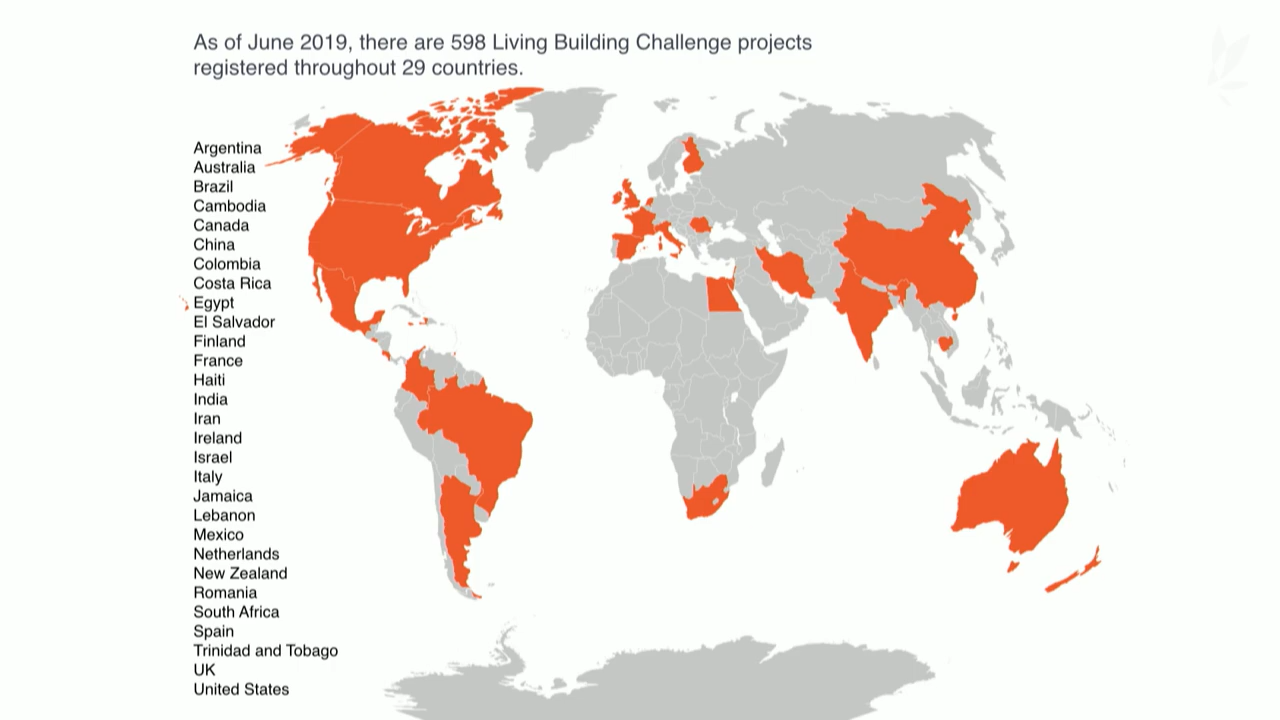 As of June 2019, there are 598 Living Building Challenge projects
registered throughout 29 countries.
Argentina
Australia
Brazil
Cambodia
Canada
China
Colombia
Costa Rica
Egypt
El Salvador
Finland
France
Haiti
India
Iran
Ireland
Israel
Italy
Jamaica
Lebanon
Mexico
Netherlands
New Zealand
Romania
South Africa
Spain
Trinidad and Tobago
UK
United States